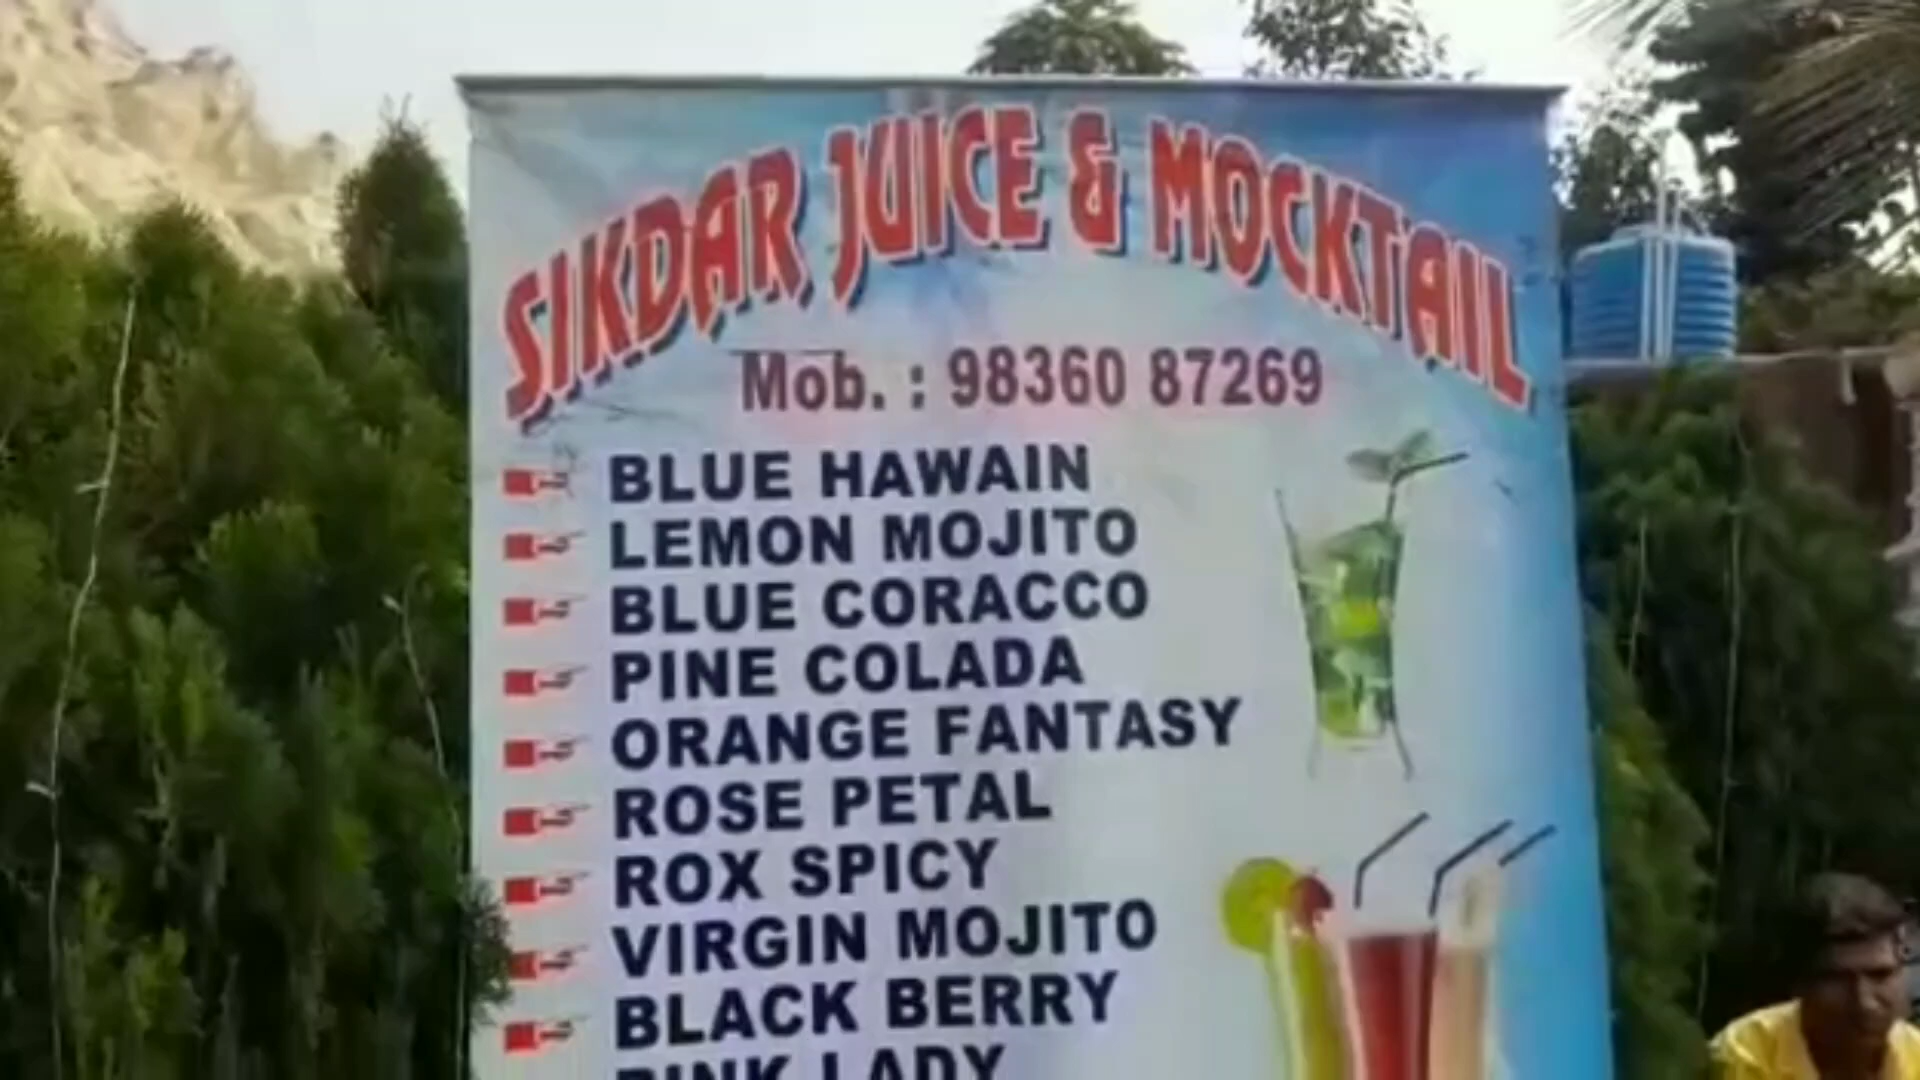 SIKDAR JUICE & MOCKTAIL
Mob. : 98360 87269
BLUE HAWAIN
LEMON MOJITO
BLUE CORACCO
PINE COLADA
ORANGE FANTASY
ROSE PETAL
ROX SPICY
VIRGIN MOJITO
BLACK BERRY
PINK LADY